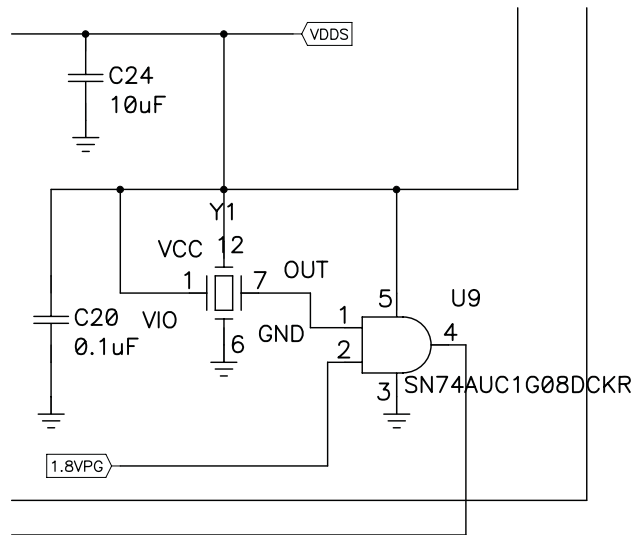 VDDS
C24
10uF
Y1
VCC 12
1
7
OUT
VIO
GND
6
C20
0.1uF
5
U9
1
4
2
3
SN74AUC1G08DCKR
1.8VPG